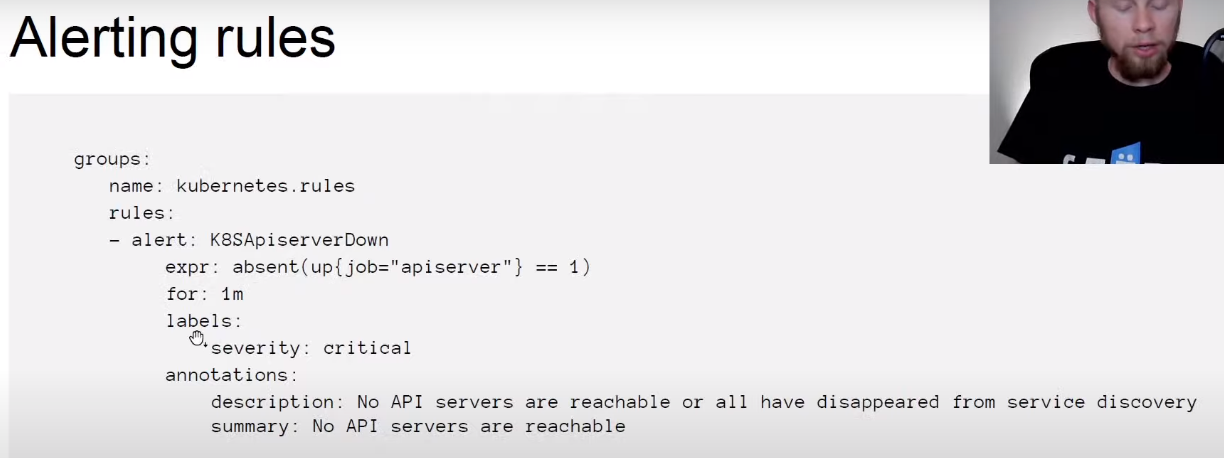 Alerting rules
groups:
name: kubernetes.rules
rules:
- alert: K8SApiserverDown
expr: absent(up{job="apiserver"} == 1)
for: 1m
labels:
severity: critical
annotations:
description: No API servers are reachable or all have disappeared from service discovery
summary: No API servers are reachable